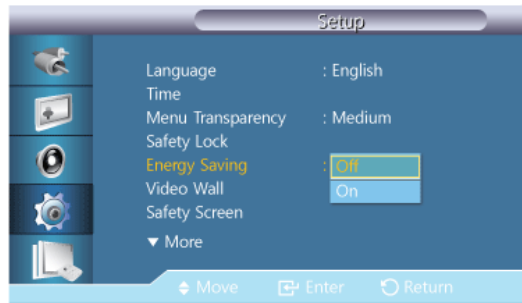 Setup
Language : English
Time
Menu Transparency : Medium
Safety Lock
Energy Saving : Off
On
Video Wall
Safety Screen
▼ More
Move Enter Return